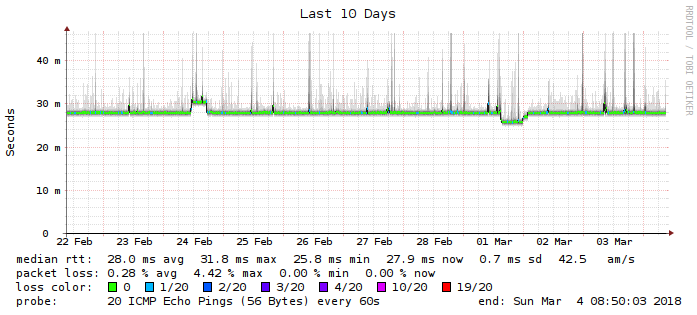 Last 10 Days
RRDTOOL / TOBI OETIKER
Seconds
40 m
30 m
20 m
10 m
0
22 Feb 23 Feb 24 Feb 25 Feb 26 Feb 27 Feb 28 Feb 01 Mar 02 Mar 03 Mar
median rtt: 28.0 ms avg 31.8 ms max 25.8 ms min 27.9 ms now 0.7 ms sd 42.5 am/s
packet loss: 0.28 % avg 4.42 % max 0.00 % min 0.00 % now
loss color: 0 1/20 2/20 3/20 4/20 10/20 19/20
probe: 20 ICMP Echo Pings (56 Bytes) every 60s end: Sun Mar 4 08:50:03 2018